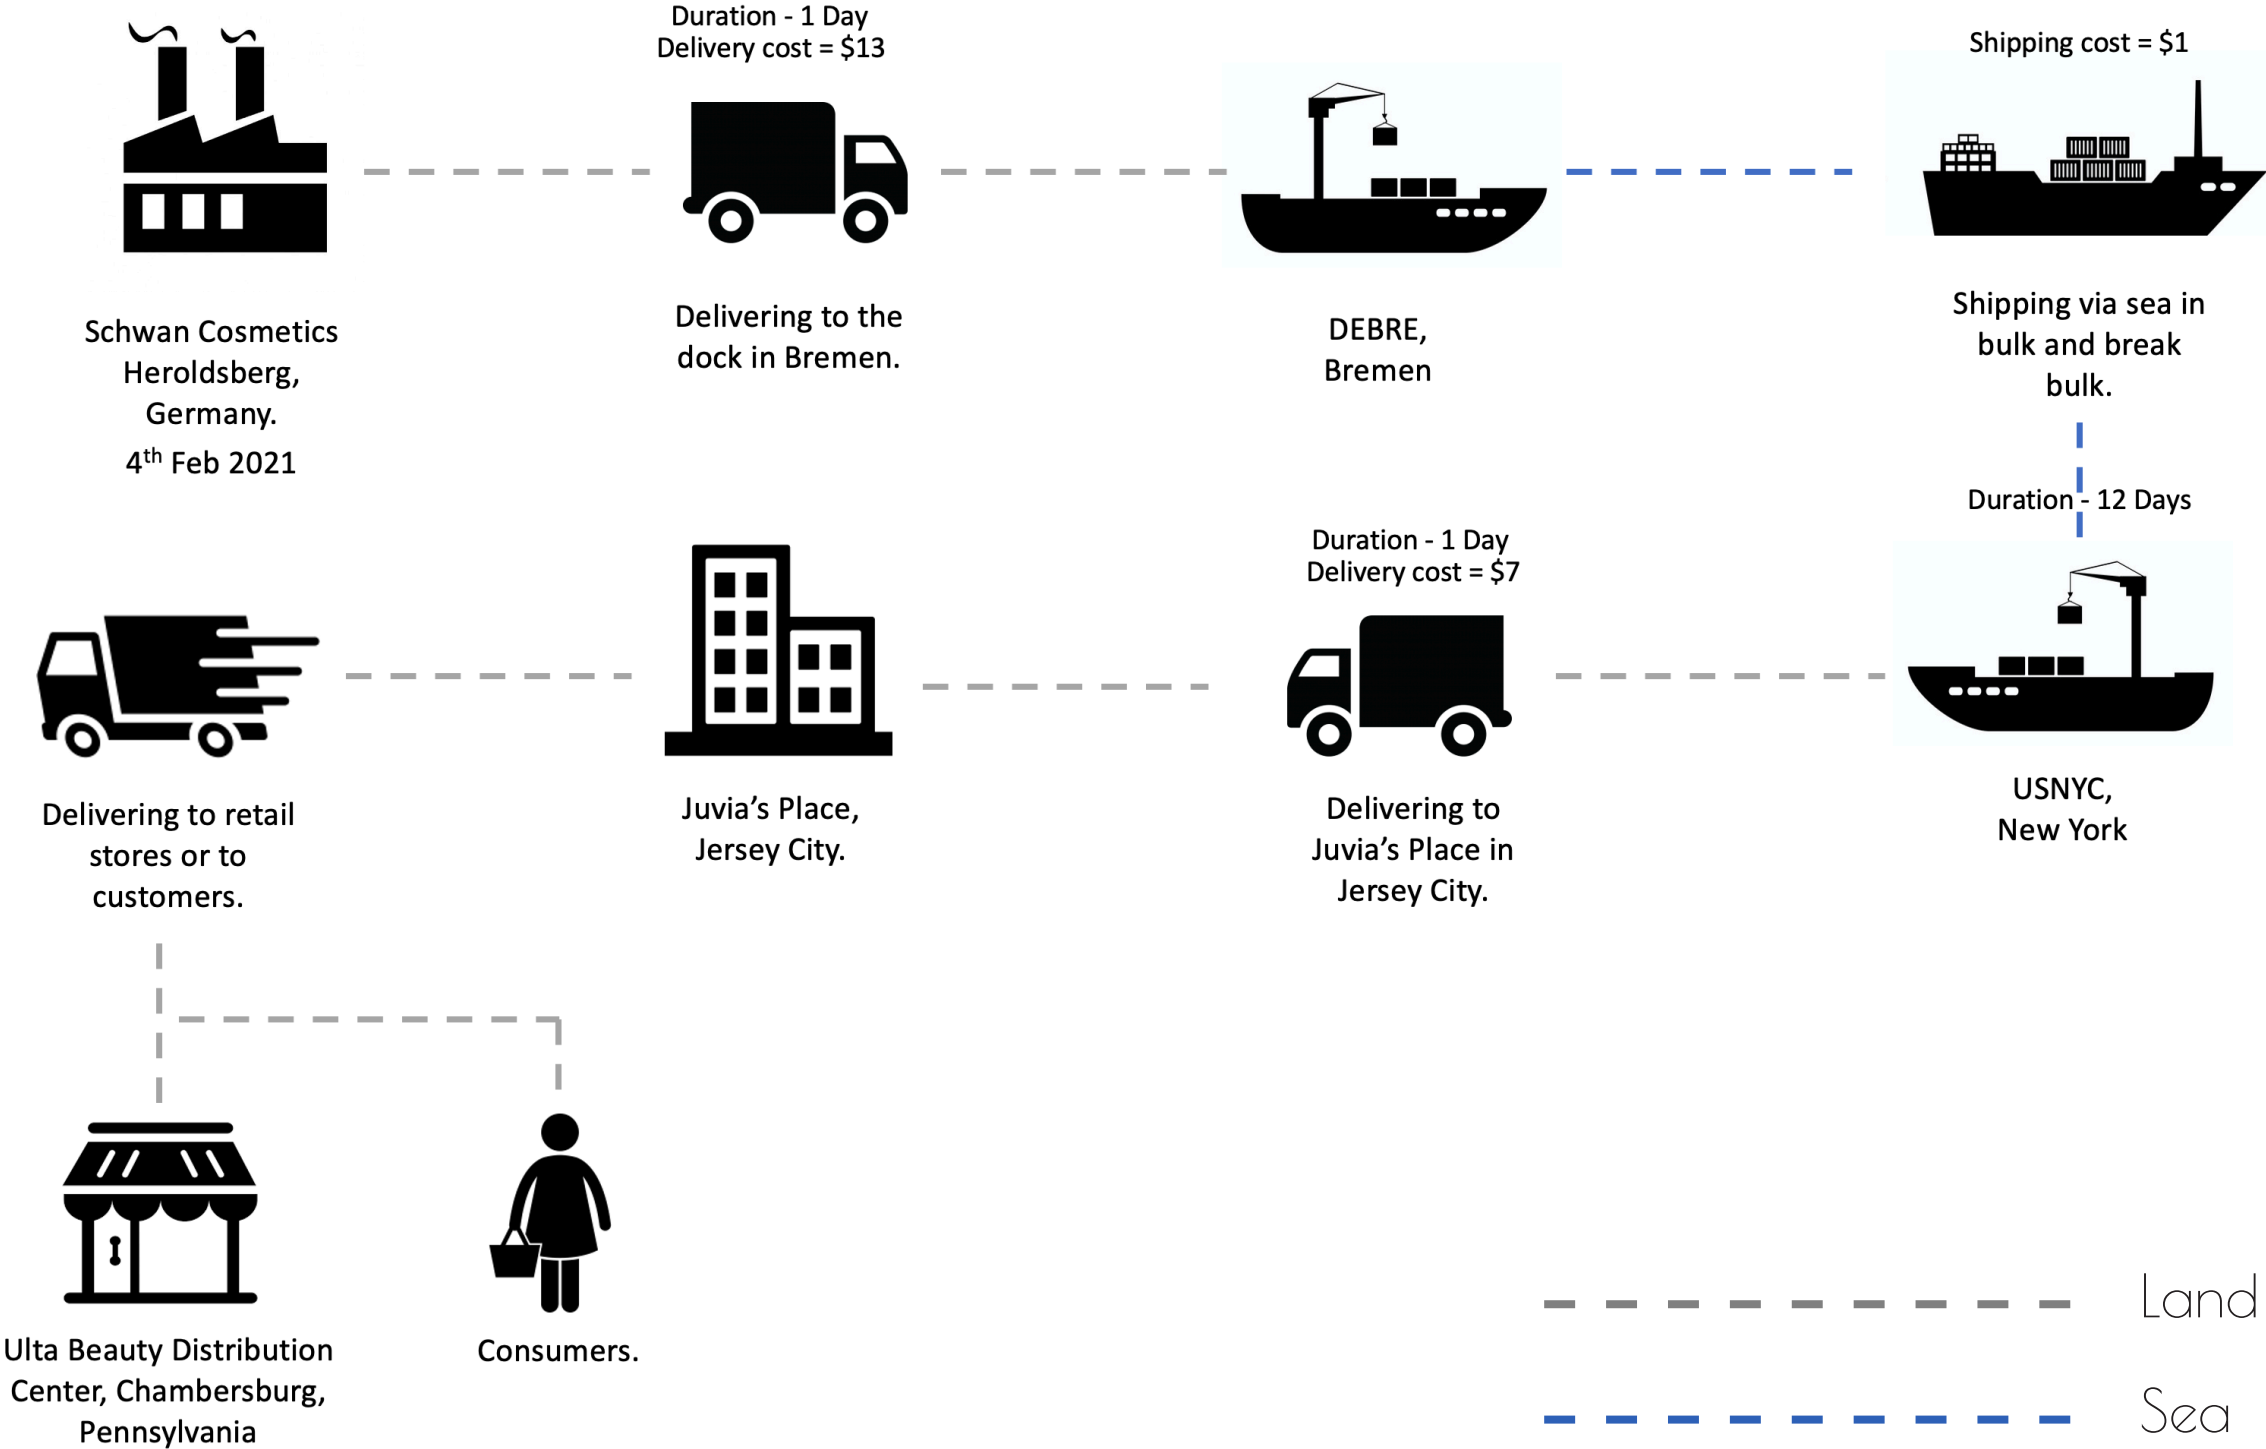 Duration - 1 Day
Delivery cost = $13
Shipping cost = $1
Schwan Cosmetics
Heroldsberg,
Germany.
4th Feb 2021
Delivering to the
dock in Bremen.
DEBRE,
Bremen
Shipping via sea in
bulk and break
bulk.
Duration - 12 Days
Duration - 1 Day
Delivery cost = $7
Delivering to retail
stores or to
customers.
Juvia’s Place,
Jersey City.
Delivering to
Juvia’s Place in
Jersey City.
USNYC,
New York
Ulta Beauty Distribution
Center, Chambersburg,
Pennsylvania
Consumers.
Land
Sea